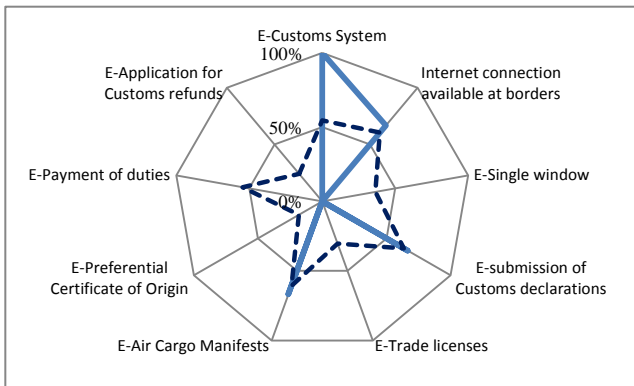 E-Customs System
100%
E-Application for
Customs refunds
Internet connection
available at borders
50%
E-Payment of duties
E-Single window
0%
E-Preferential
Certificate of Origin
E-submission of
Customs declarations
E-Air Cargo Manifests
E-Trade licenses